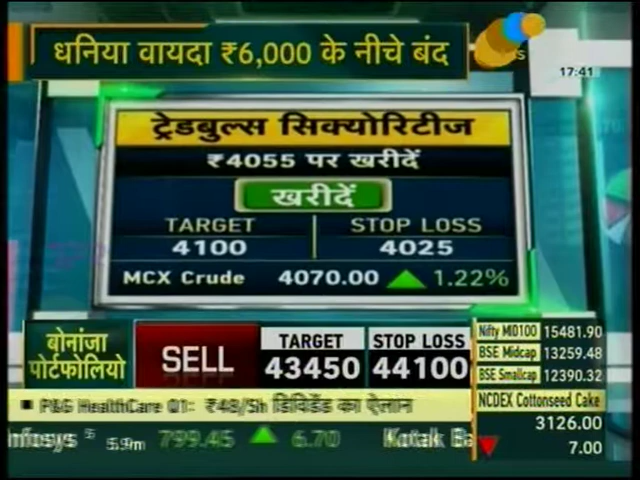 धनिया वायदा ₹6,000 के नीचे बंद
17:41
ट्रेडबुल्स सिक्योरिटीज
₹4055 पर खरीदें
खरीदें
TARGET STOP LOSS
4100 4025
MCX Crude 4070.00 1.22%
बोनांजा
पोर्टफोलियो
SELL
TARGET STOP LOSS
43450 44100
Nifty MID100 15481.90
BSE Midcap 13259.48
BSE Smallcap 12390.32
NCDEX Cottonseed Cake
3126.00
7.00
P&G HealthCare Q1: ₹48/Sh डिविडेंड का ऐलान
Infosys 5.9m 799.45 6.70 Kotak Ba